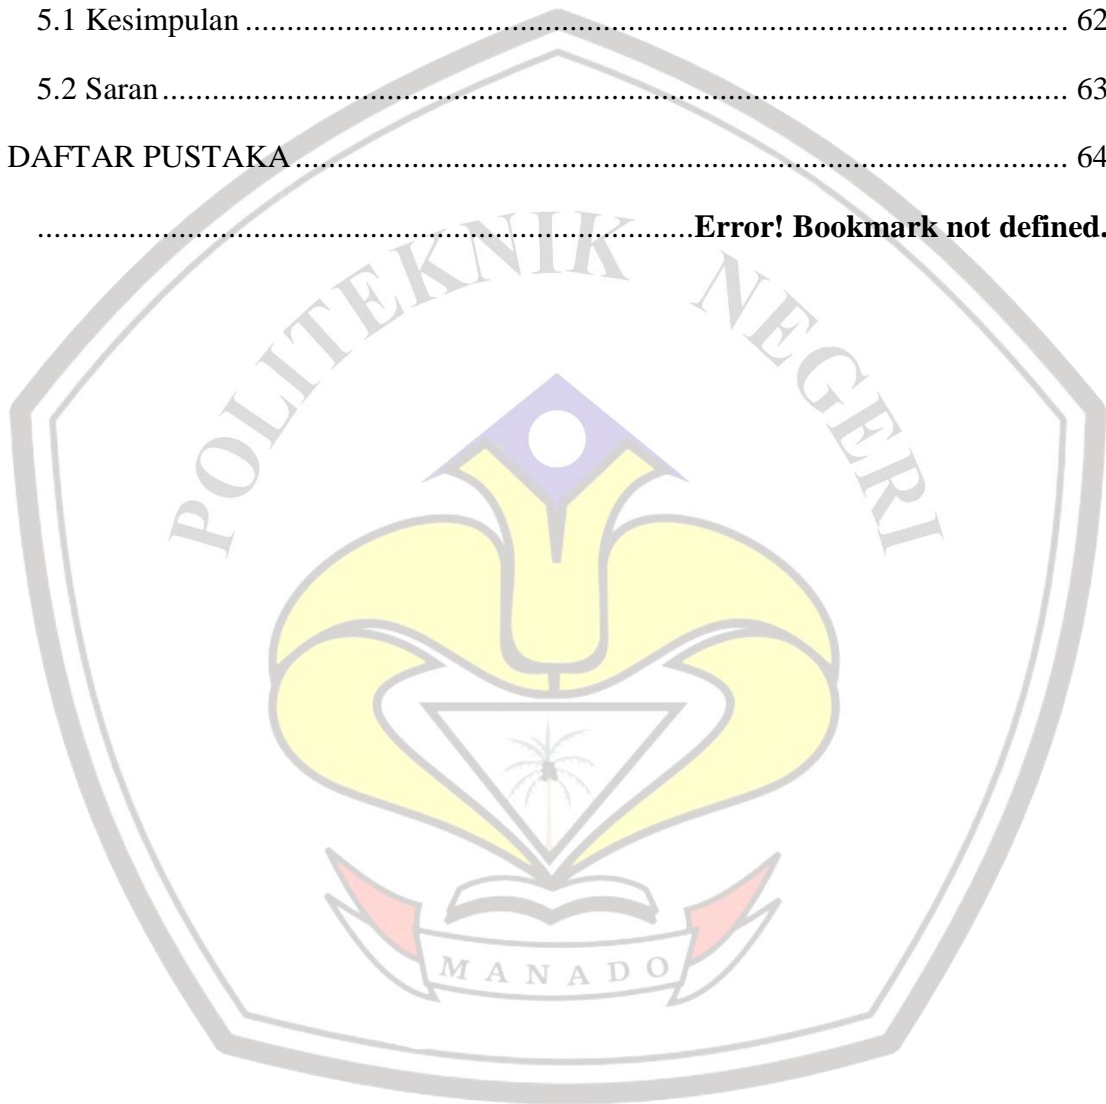 5.1 Kesimpulan .................................................................................................... 62
5.2 Saran .............................................................................................................. 63
DAFTAR PUSTAKA .............................................................................................. 64
................................................................................Error! Bookmark not defined.
POLITEKNIK NEGERI
MANADO